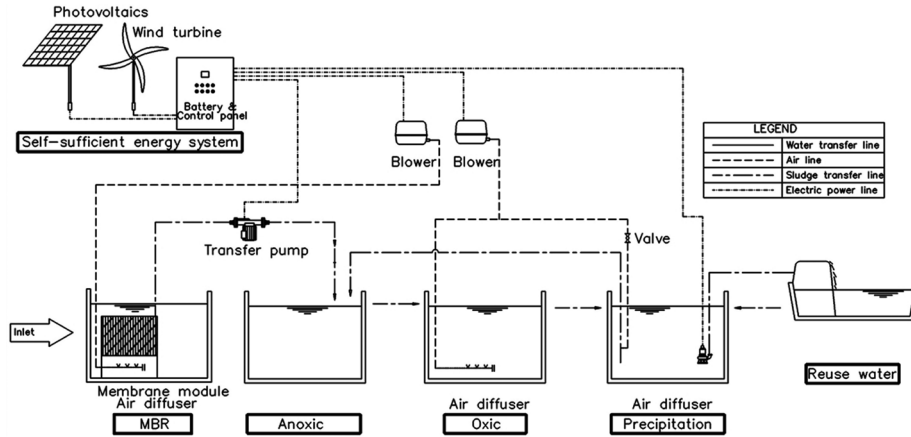 Photovoltaics
Wind turbine
Battery &
Control panel
Self-sufficient energy system
Blower
Blower
LEGEND
Water transfer line
Air line
Sludge transfer line
Electric power line
Transfer pump
Valve
Inlet
Membrane module
Air diffuser
MBR
Anoxic
Air diffuser
Oxic
Air diffuser
Precipitation
Reuse water